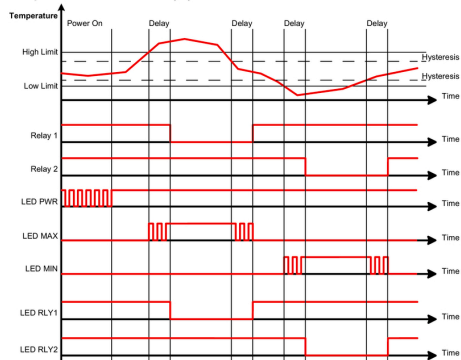 Temperature
Power On
Delay
Delay
Delay
Delay
High Limit
Hysteresis
Hysteresis
Low Limit
Time
Relay 1
Time
Relay 2
Time
LED PWR
Time
LED MAX
Time
LED MIN
Time
LED RLY1
Time
LED RLY2
Time